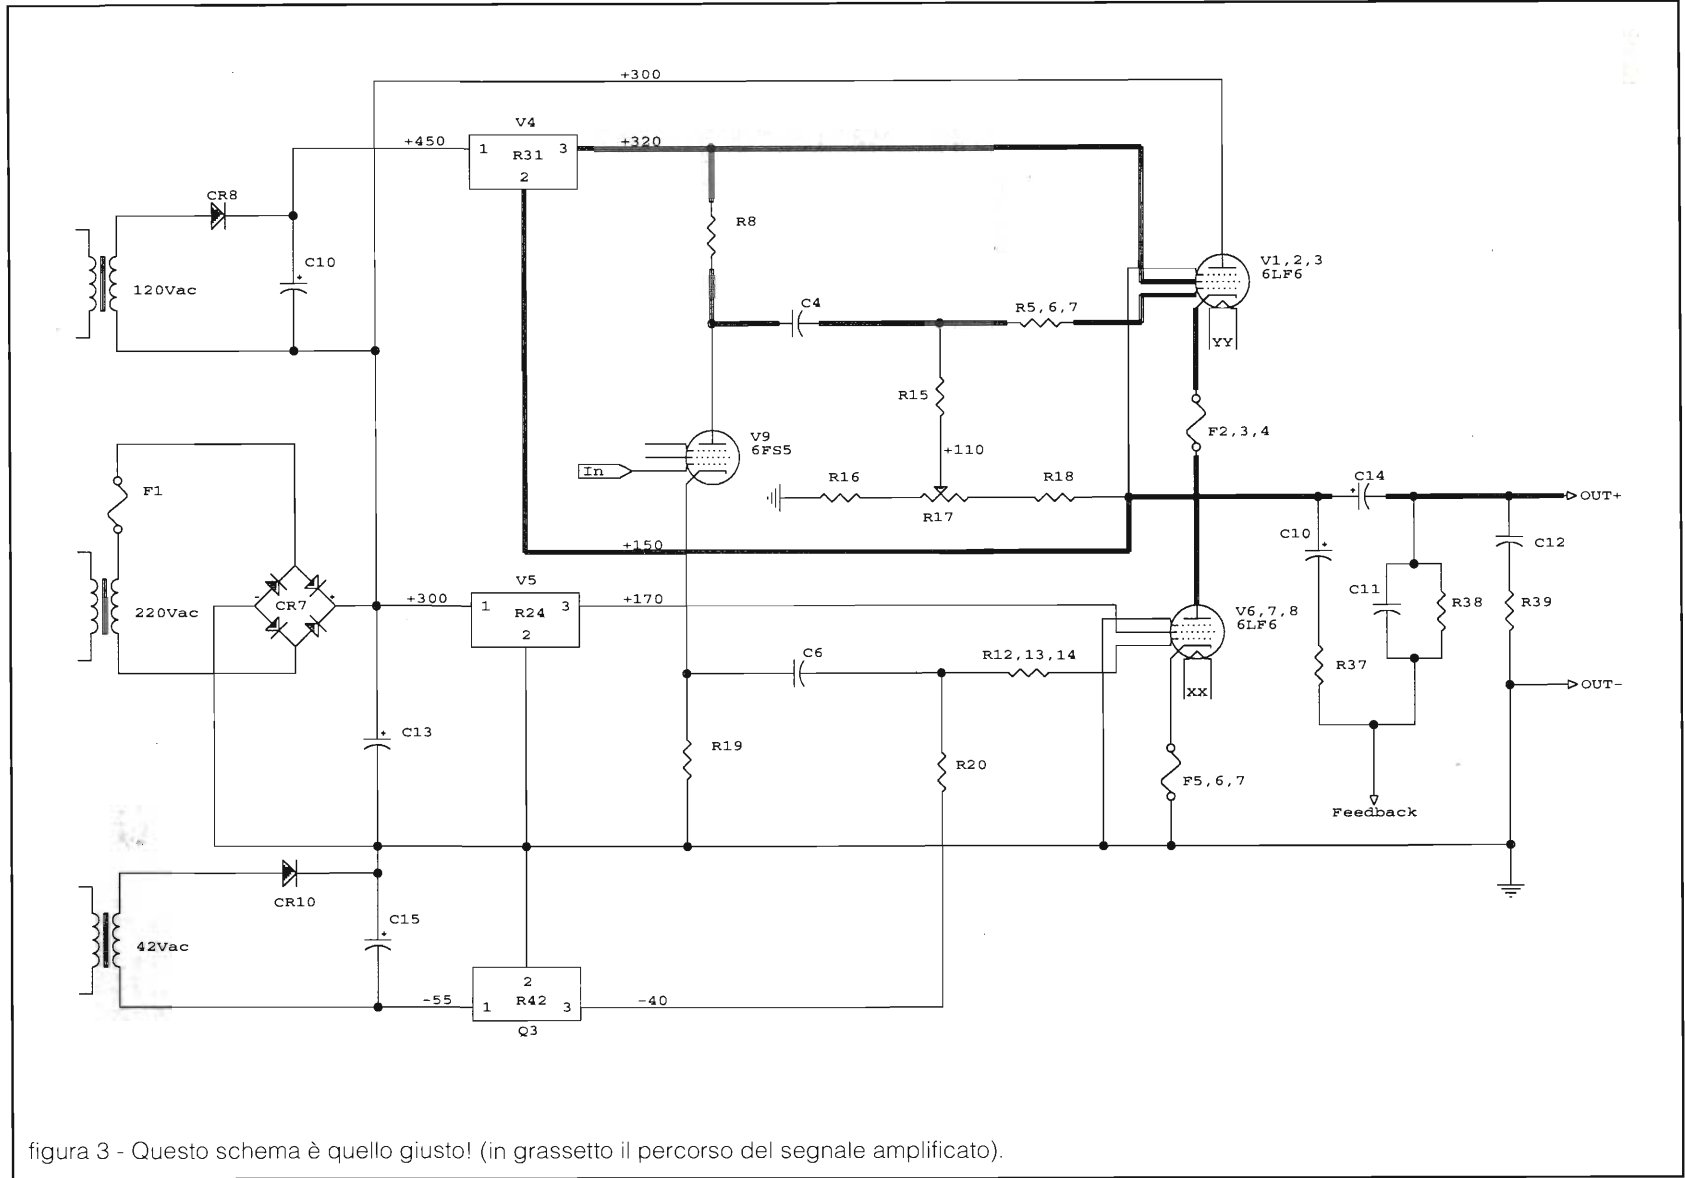 +300
V4
+450
1
R31
3
2
+320
CR8
R8
C10
120Vac
V1,2,3
6LF6
C4
R5,6,7
YY
R15
F2,3,4
V9
6FS5
+110
In
R16
R18
C14
F1
R17
OUT+
+150
C10
C12
V5
+300
1
R24
3
2
+170
CR7
-
+
220Vac
V6,7,8
6LF6
C11
R38
R39
C6
R12,13,14
R37
XX
OUT-
C13
R19
R20
F5,6,7
Feedback
CR10
C15
42Vac
-55
2
1
R42
3
-40
Q3
figura 3 - Questo schema è quello giusto! (in grassetto il percorso del segnale amplificato).